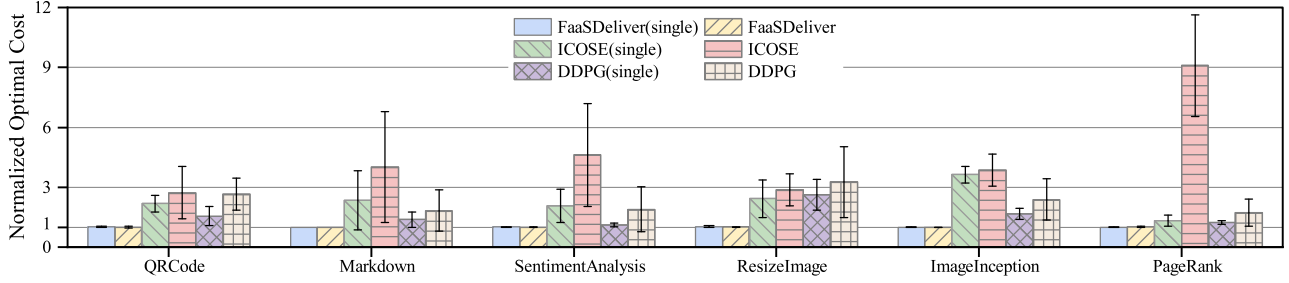 Normalized Optimal Cost
12
9
6
3
1
0
FaaSDeliver(single) FaaSDeliver
ICOSE(single) ICOSE
DDPG(single) DDPG
QRCode Markdown SentimentAnalysis ResizeImage ImageInception PageRank